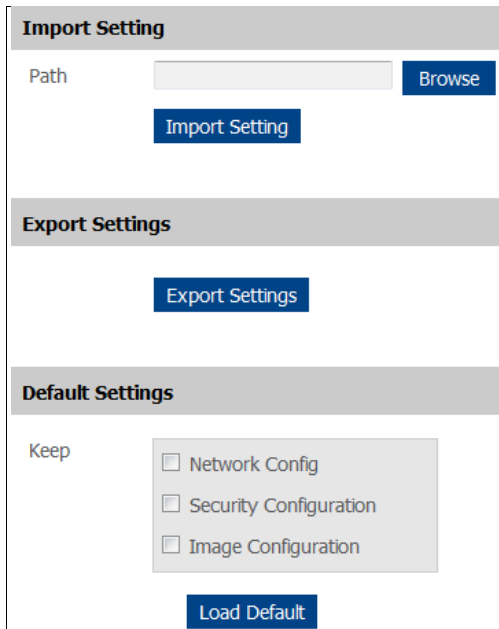 Import Setting
Path
Browse
Import Setting
Export Settings
Export Settings
Default Settings
Keep
Network Config
Security Configuration
Image Configuration
Load Default